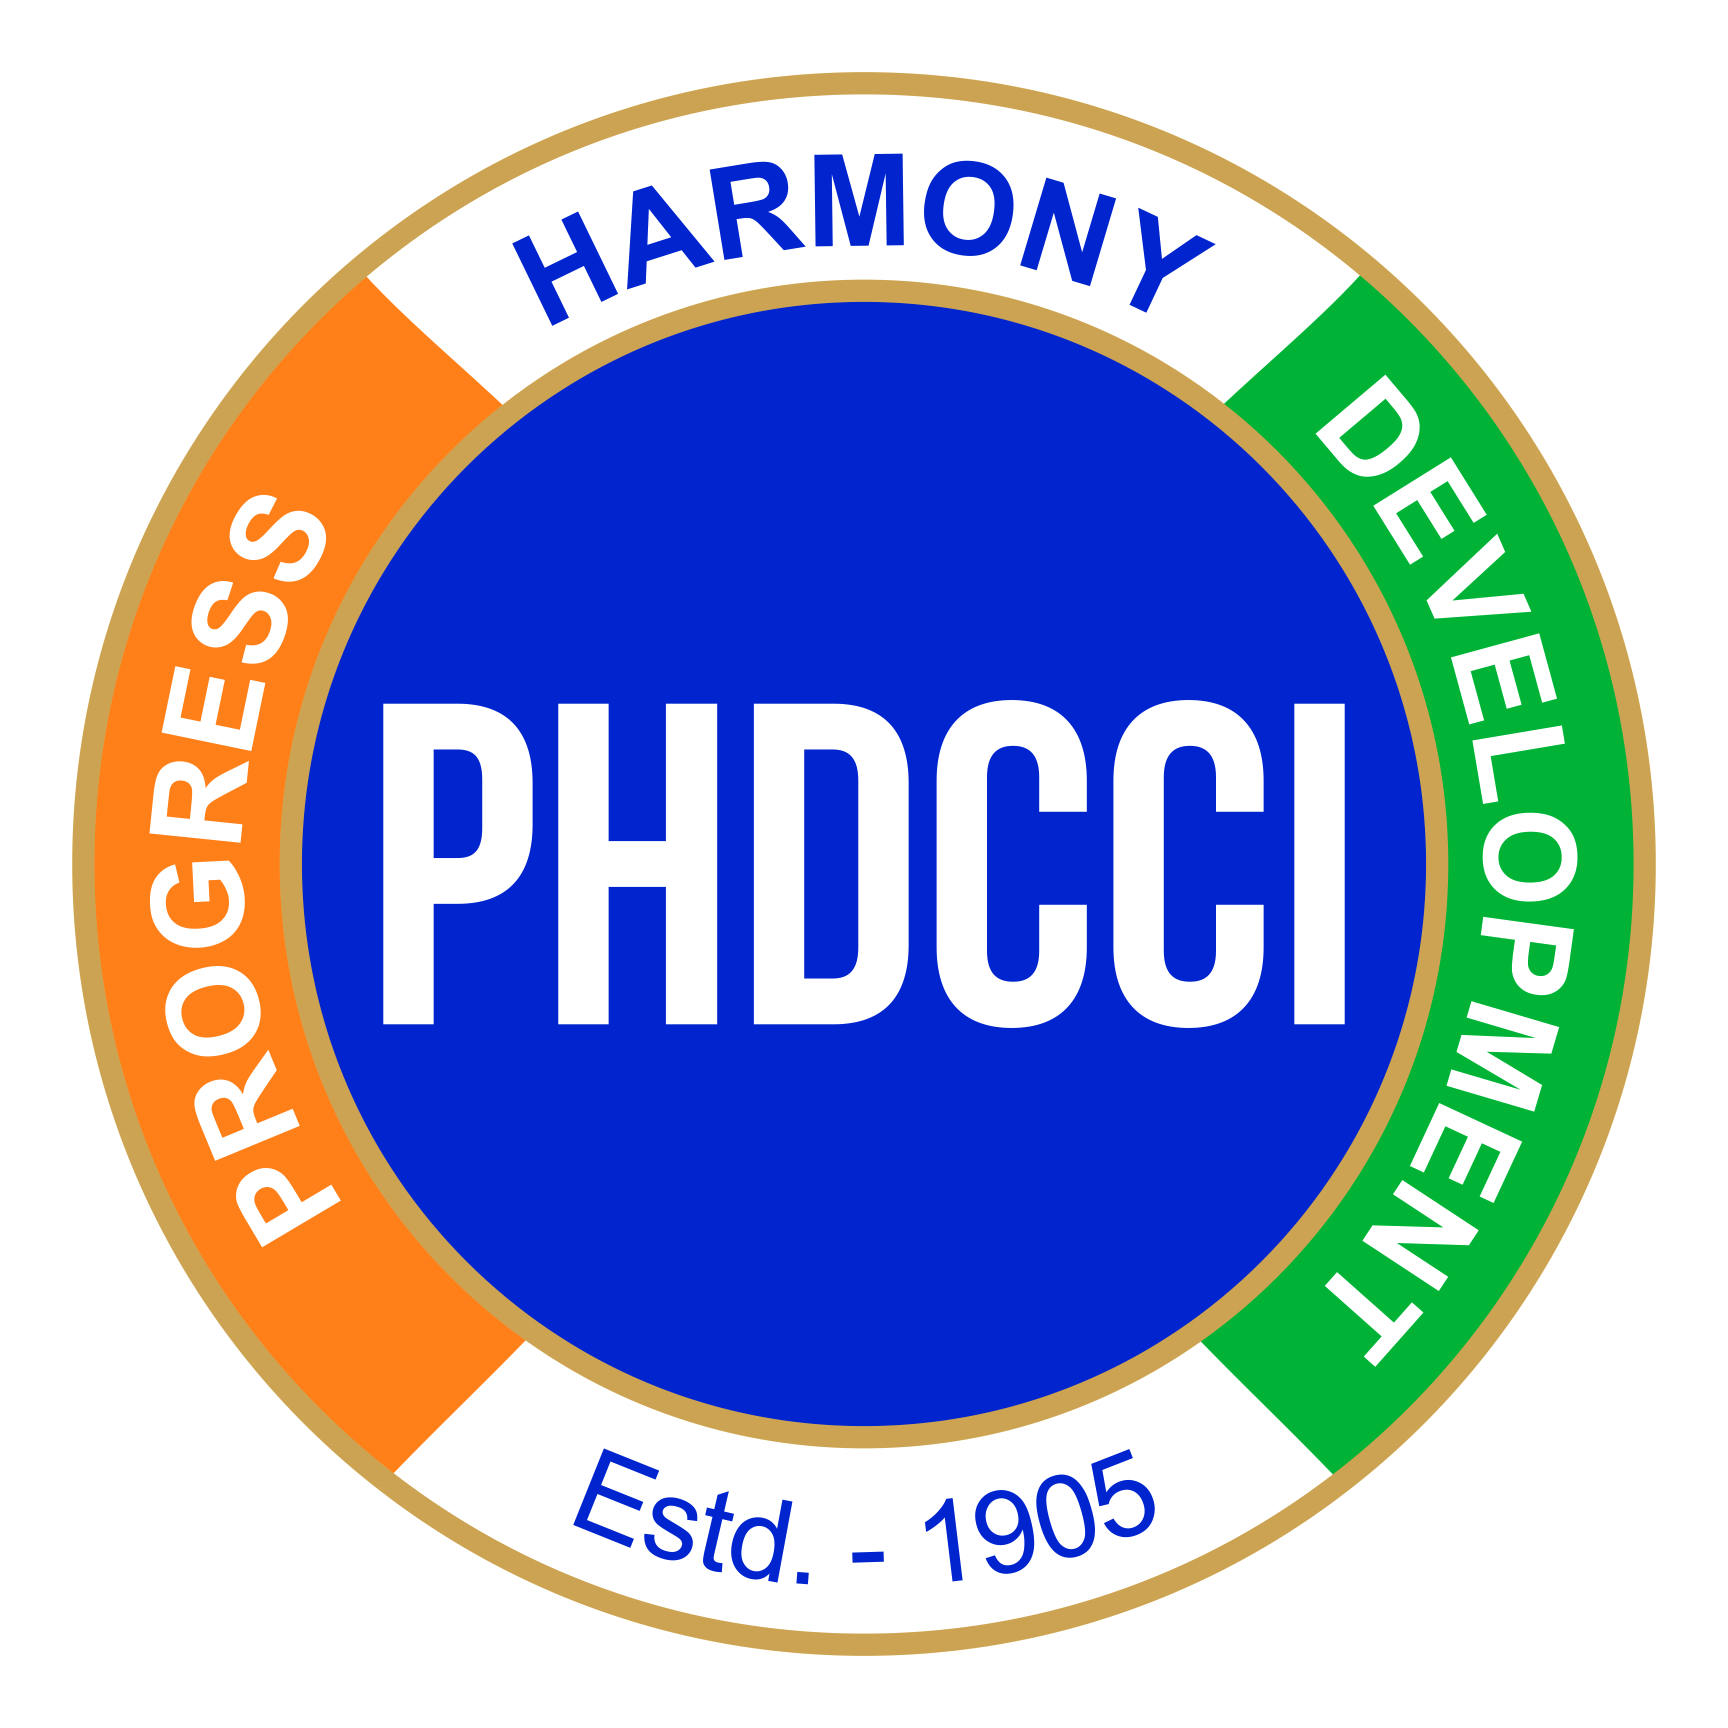 PROGRESS
HARMONY
DEVELOPMENT
PHDCCI
Estd. - 1905